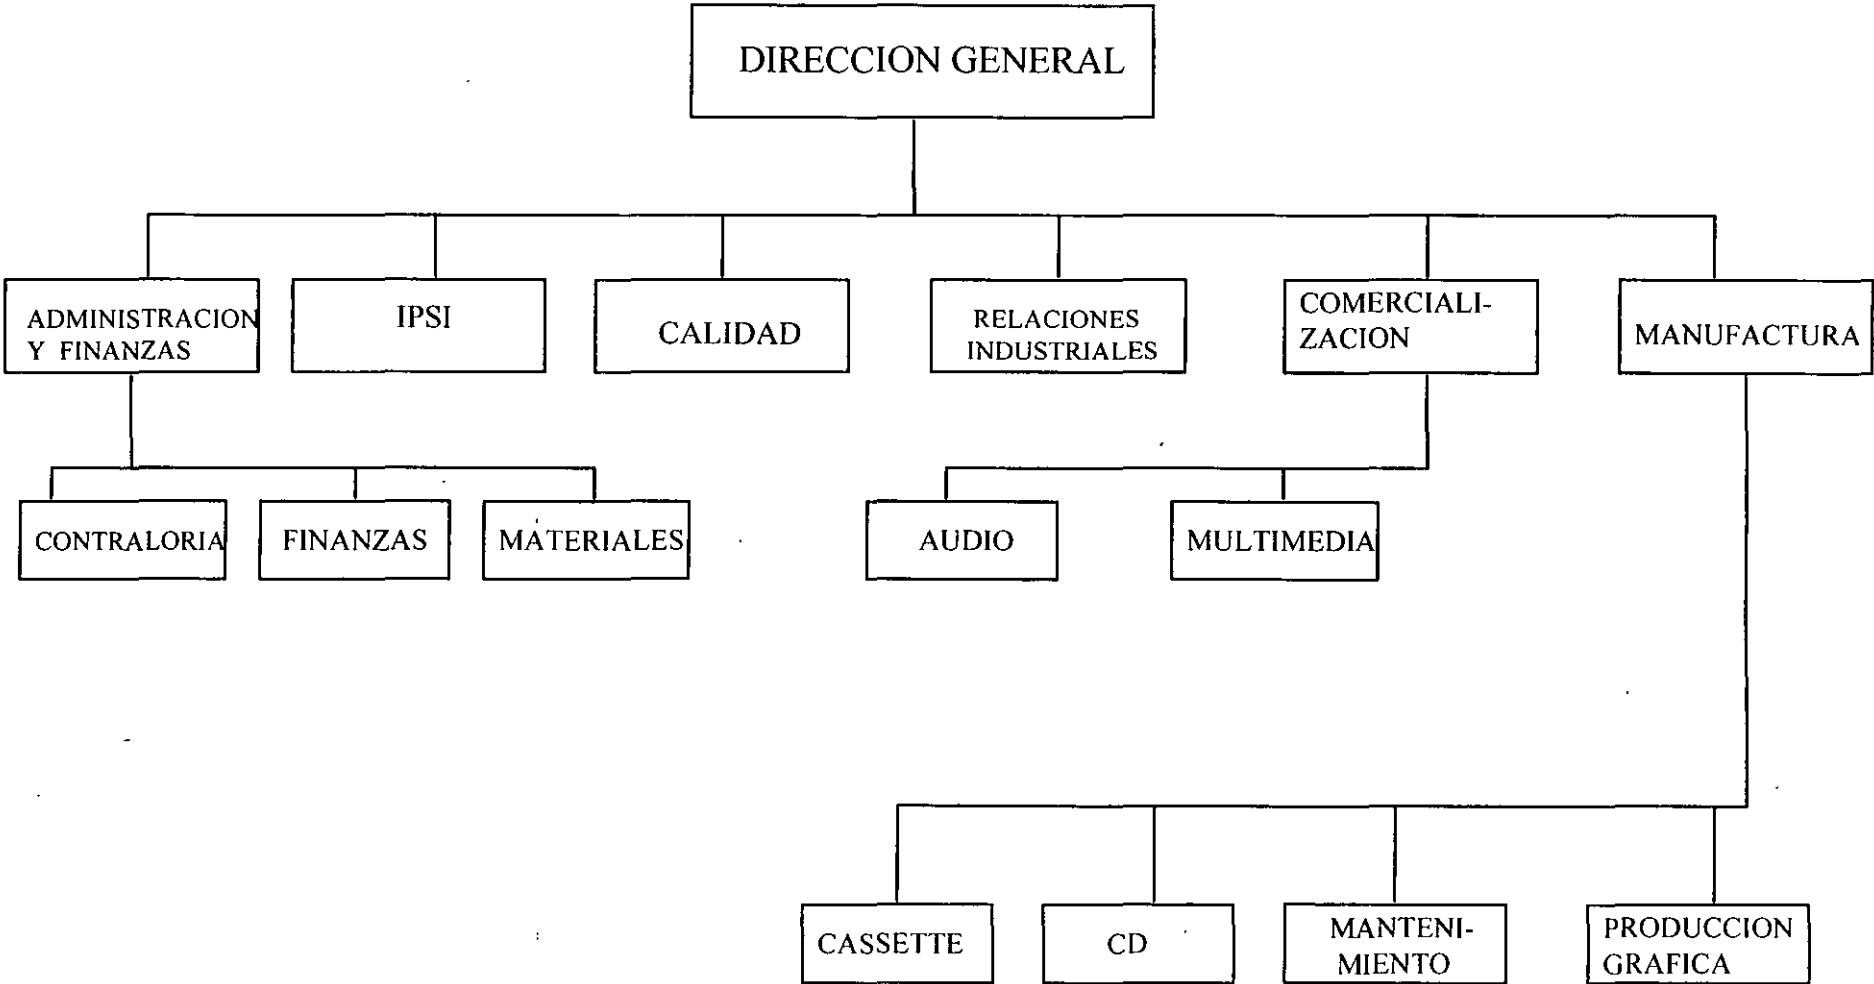 DIRECCION GENERAL
ADMINISTRACION
Y FINANZAS
IPSI
CALIDAD
RELACIONES
INDUSTRIALES
COMERCIALI-
ZACION
MANUFACTURA
CONTRALORIA
FINANZAS
MATERIALES
AUDIO
MULTIMEDIA
CASSETTE
CD
MANTENI-
MIENTO
PRODUCCION
GRAFICA